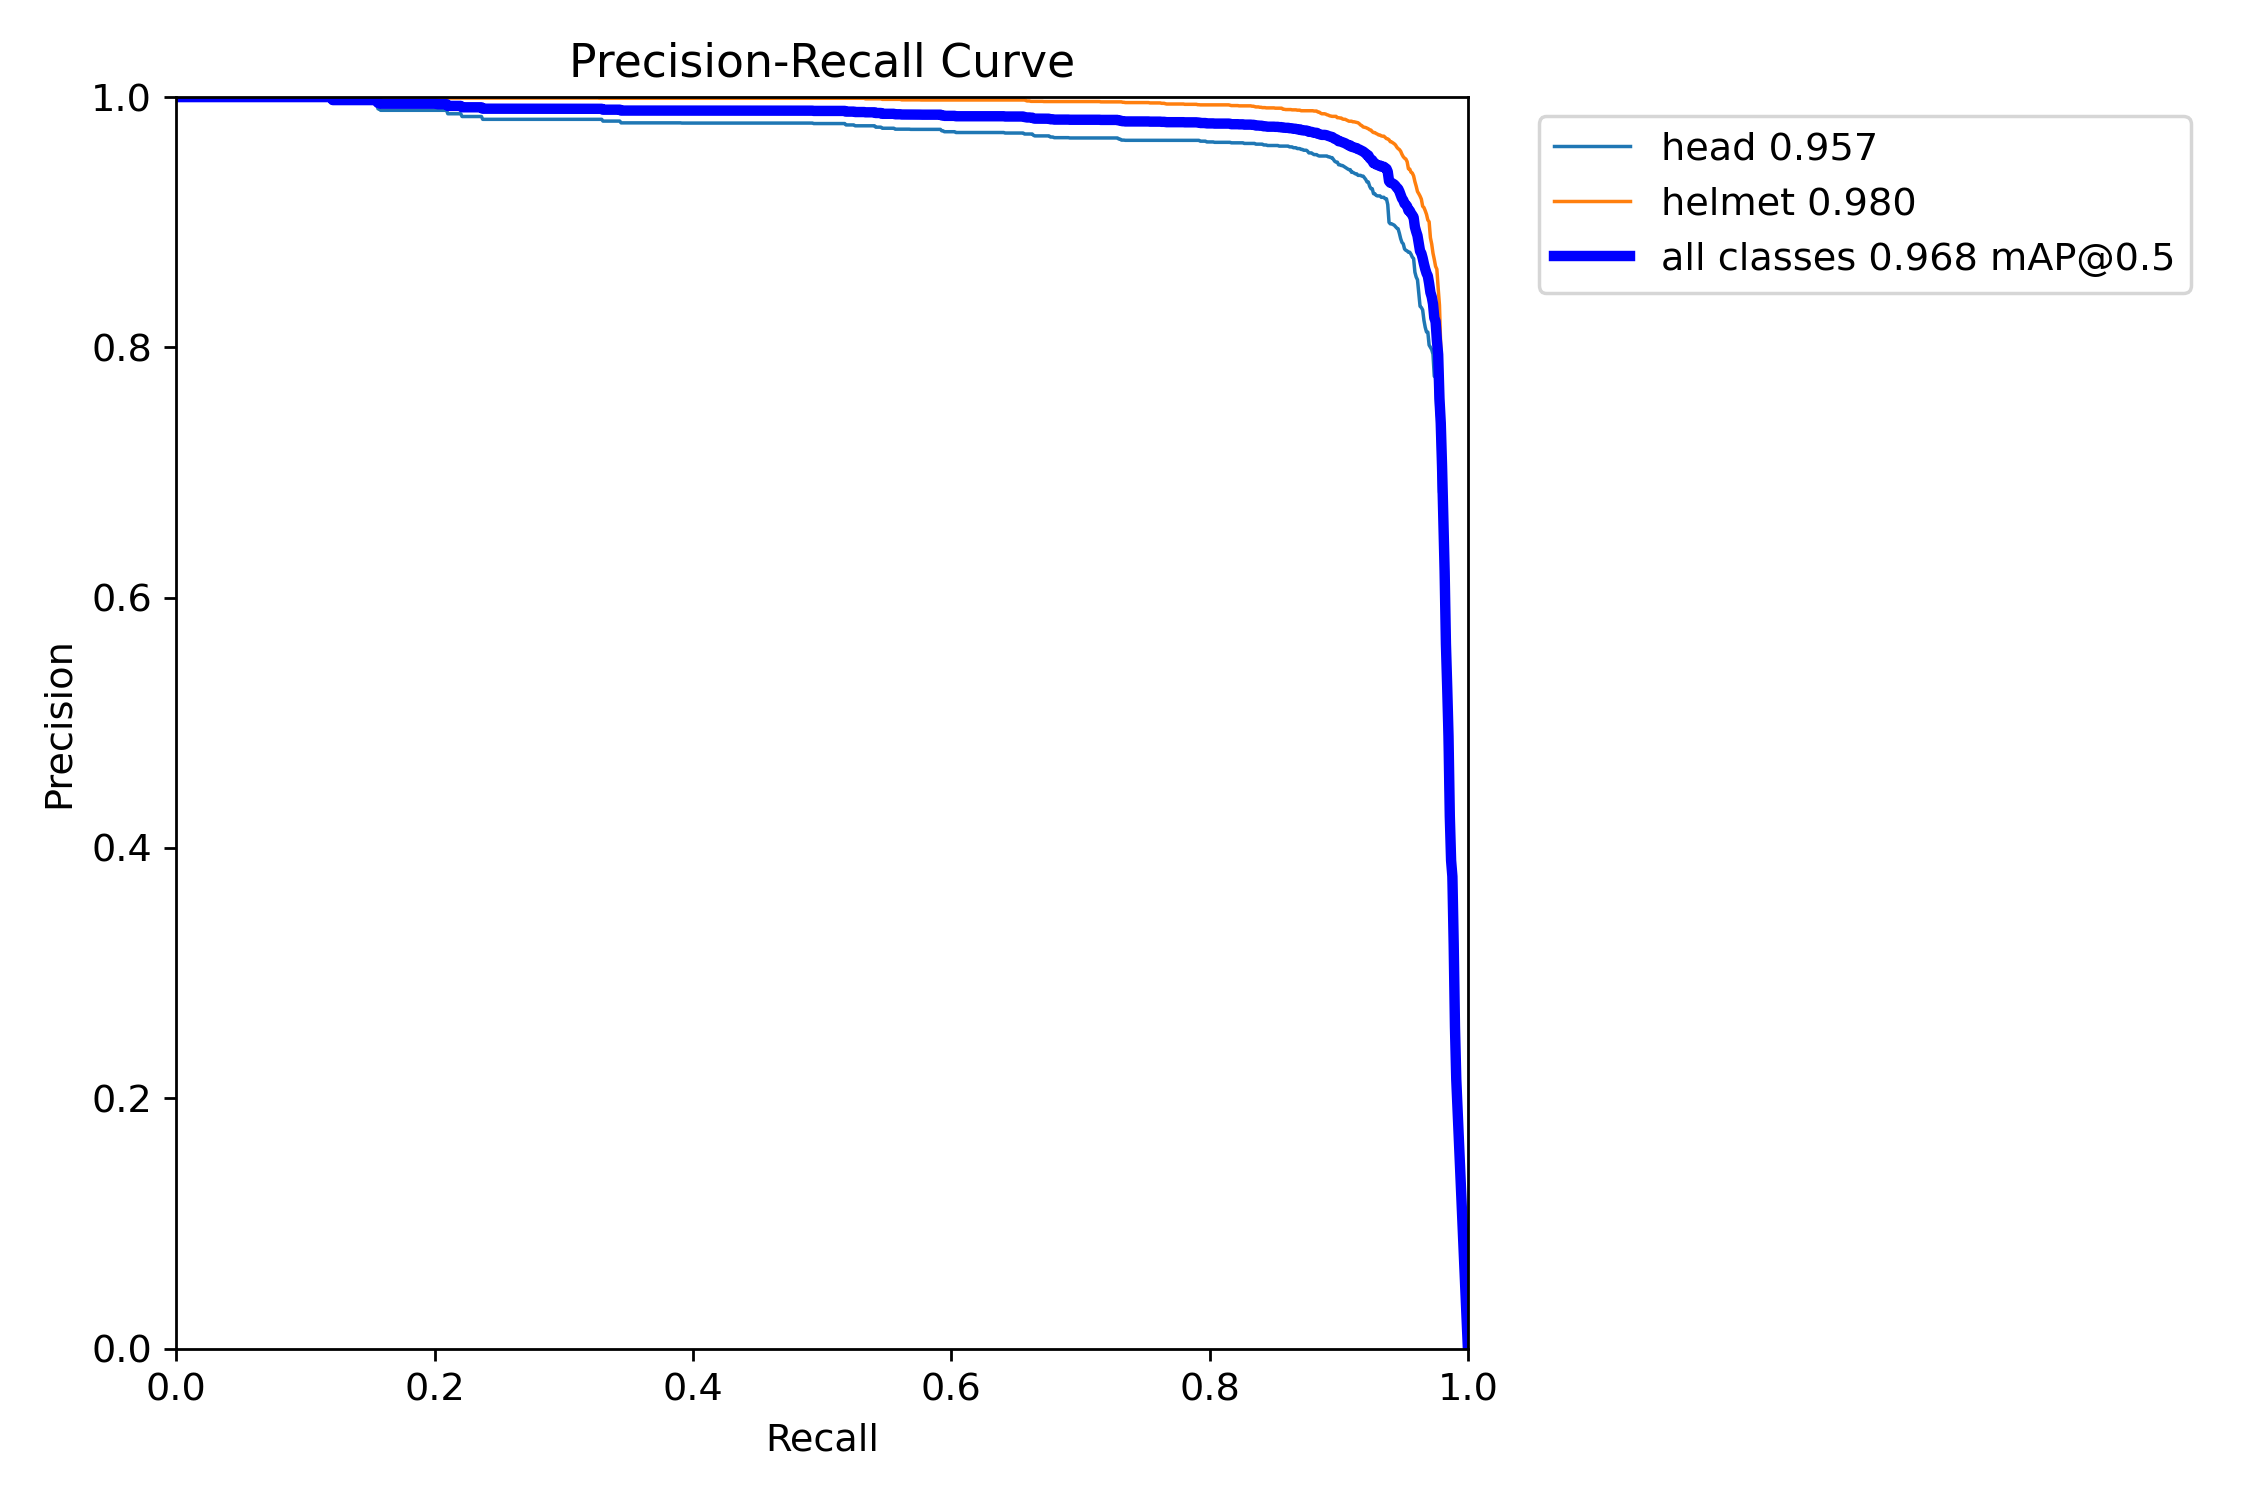 Precision-Recall Curve
1.0
0.8
0.6
0.4
0.2
0.0
Precision
0.0 0.2 0.4 0.6 0.8 1.0
Recall
head 0.957
helmet 0.980
all classes 0.968 mAP@0.5